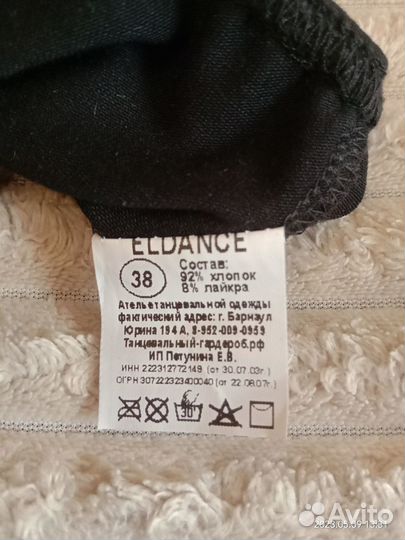 ELDANCE
38
Состав:
92% хлопок
8% лайкра
Ателье танцевальной одежды
фактический адрес: г. Барнаул
Юрина 194 А, 8-952-009-0959
Танцевальный-гардероб.рф
ИП Петунина Е.В.
ИНН 222312772149 (от 30.07.03г.)
ОГРН 307222323400040 (от 22.08.07г.)
30°
Avito